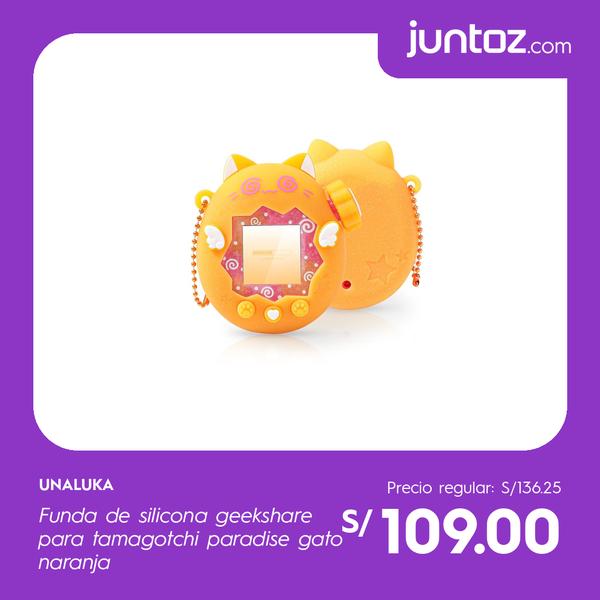 juntoz.com
UNALUKA
Funda de silicona geekshare
para tamagotchi paradise gato
naranja
Precio regular: S/136.25
S/109.00